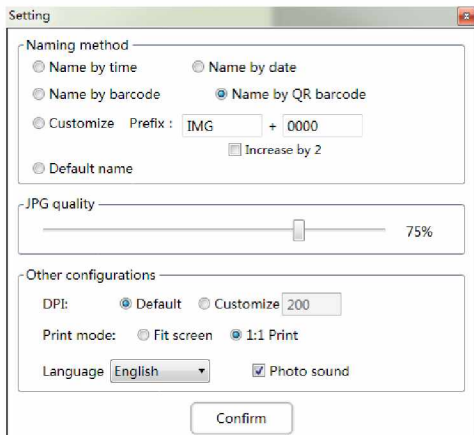 Setting
Naming method
Name by time Name by date
Name by barcode Name by QR barcode
Customize Prefix : IMG + 0000
Increase by 2
Default name
JPG quality
75%
Other configurations
DPI: Default Customize 200
Print mode: Fit screen 1:1 Print
Language English Photo sound
Confirm